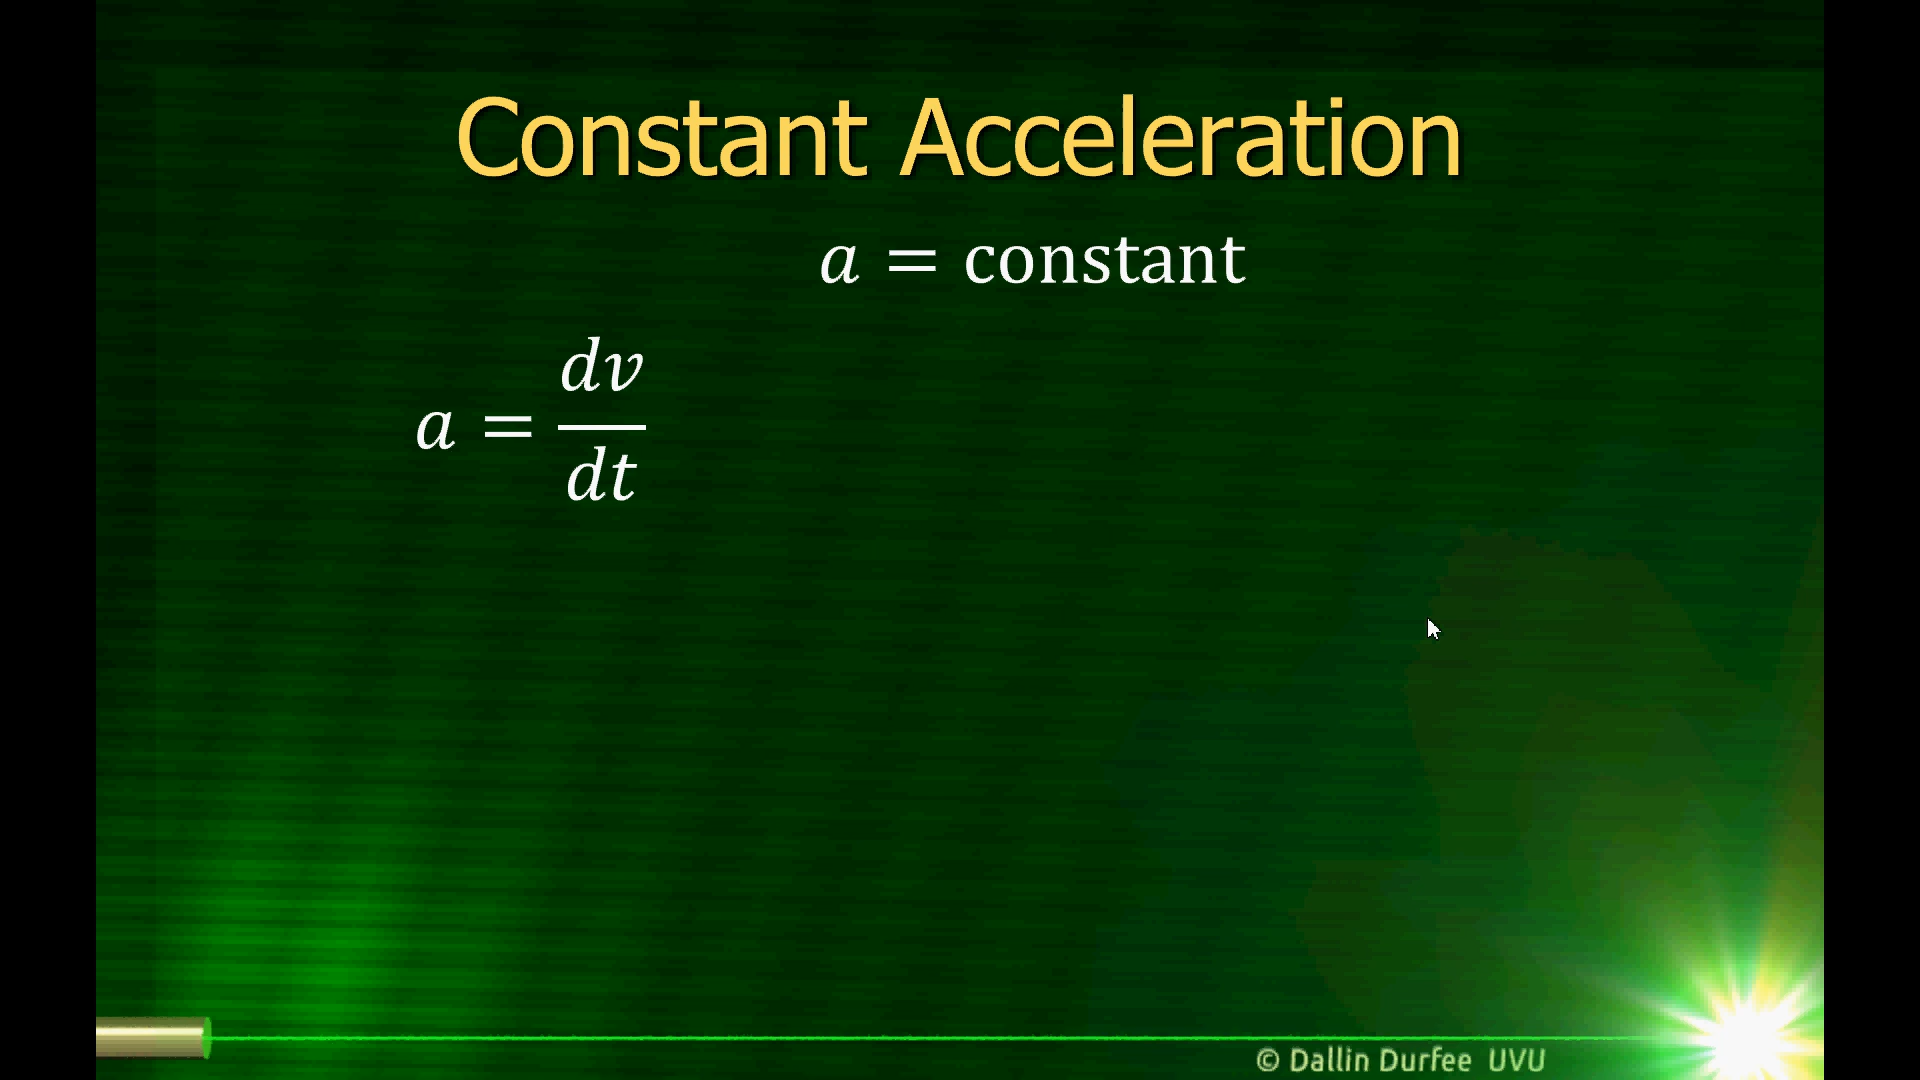 Constant Acceleration
a = constant
a = dv/dt
© Dallin Durfee UVU